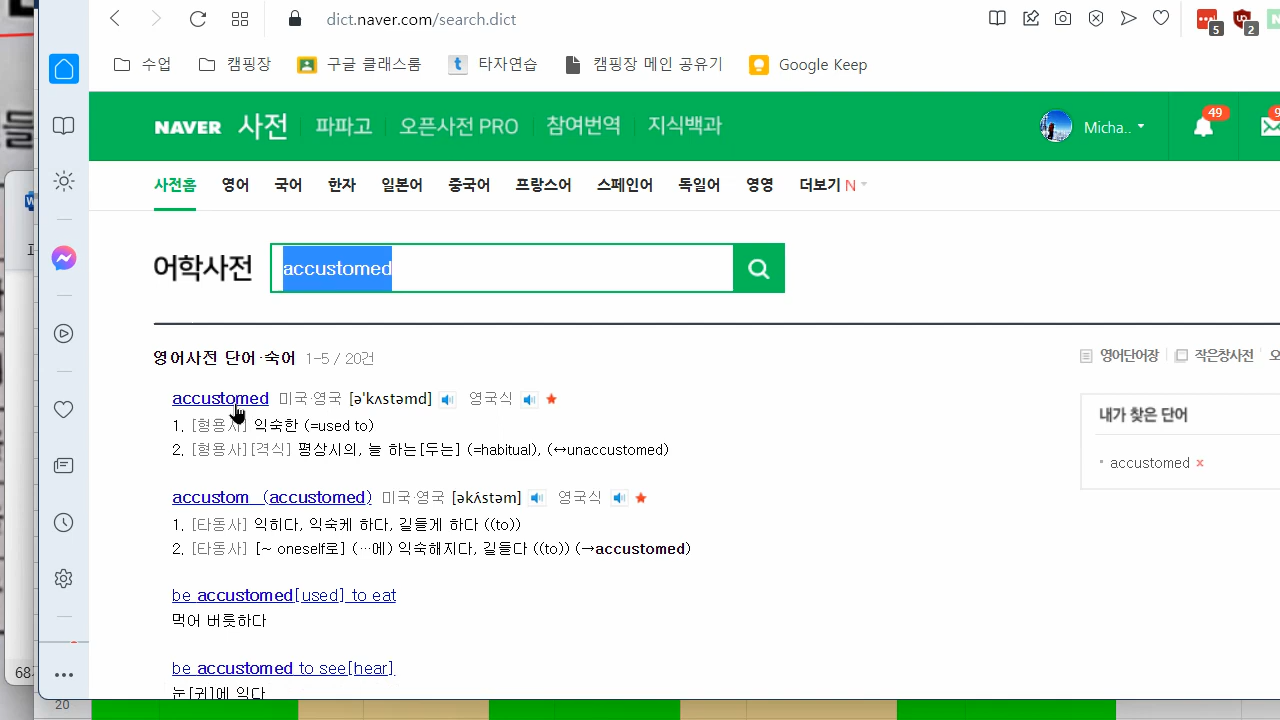 dict.naver.com/search.dict
5
2
수업
캠핑장
구글 클래스룸
타자연습
캠핑장 메인 공유기
Google Keep
NAVER 사전
파파고
오픈사전 PRO
참여번역
지식백과
Micha..
49
사전홈
영어
국어
한자
일본어
중국어
프랑스어
스페인어
독일어
영영
더보기 N
어학사전
accustomed
영어사전 단어·숙어 1-5 / 20건
영어단어장
작은창사전
accustomed 미국·영국 [ə'kʌstəmd] 영국식
내가 찾은 단어
1. [형용사] 익숙한 (=used to)
2. [형용사][격식] 평상시의, 늘 하는[두는] (=habitual), (↔unaccustomed)
accustomed x
accustom (accustomed) 미국·영국 [əkʌ́stəm] 영국식
1. [타동사] 익히다, 익숙케 하다, 길들게 하다 ((to))
2. [타동사] [~ oneself로] (…에) 익숙해지다, 길들다 ((to)) (→accustomed)
be accustomed[used] to eat
먹어 버릇하다
be accustomed to see[hear]
눈[귀]에 익다
68
20